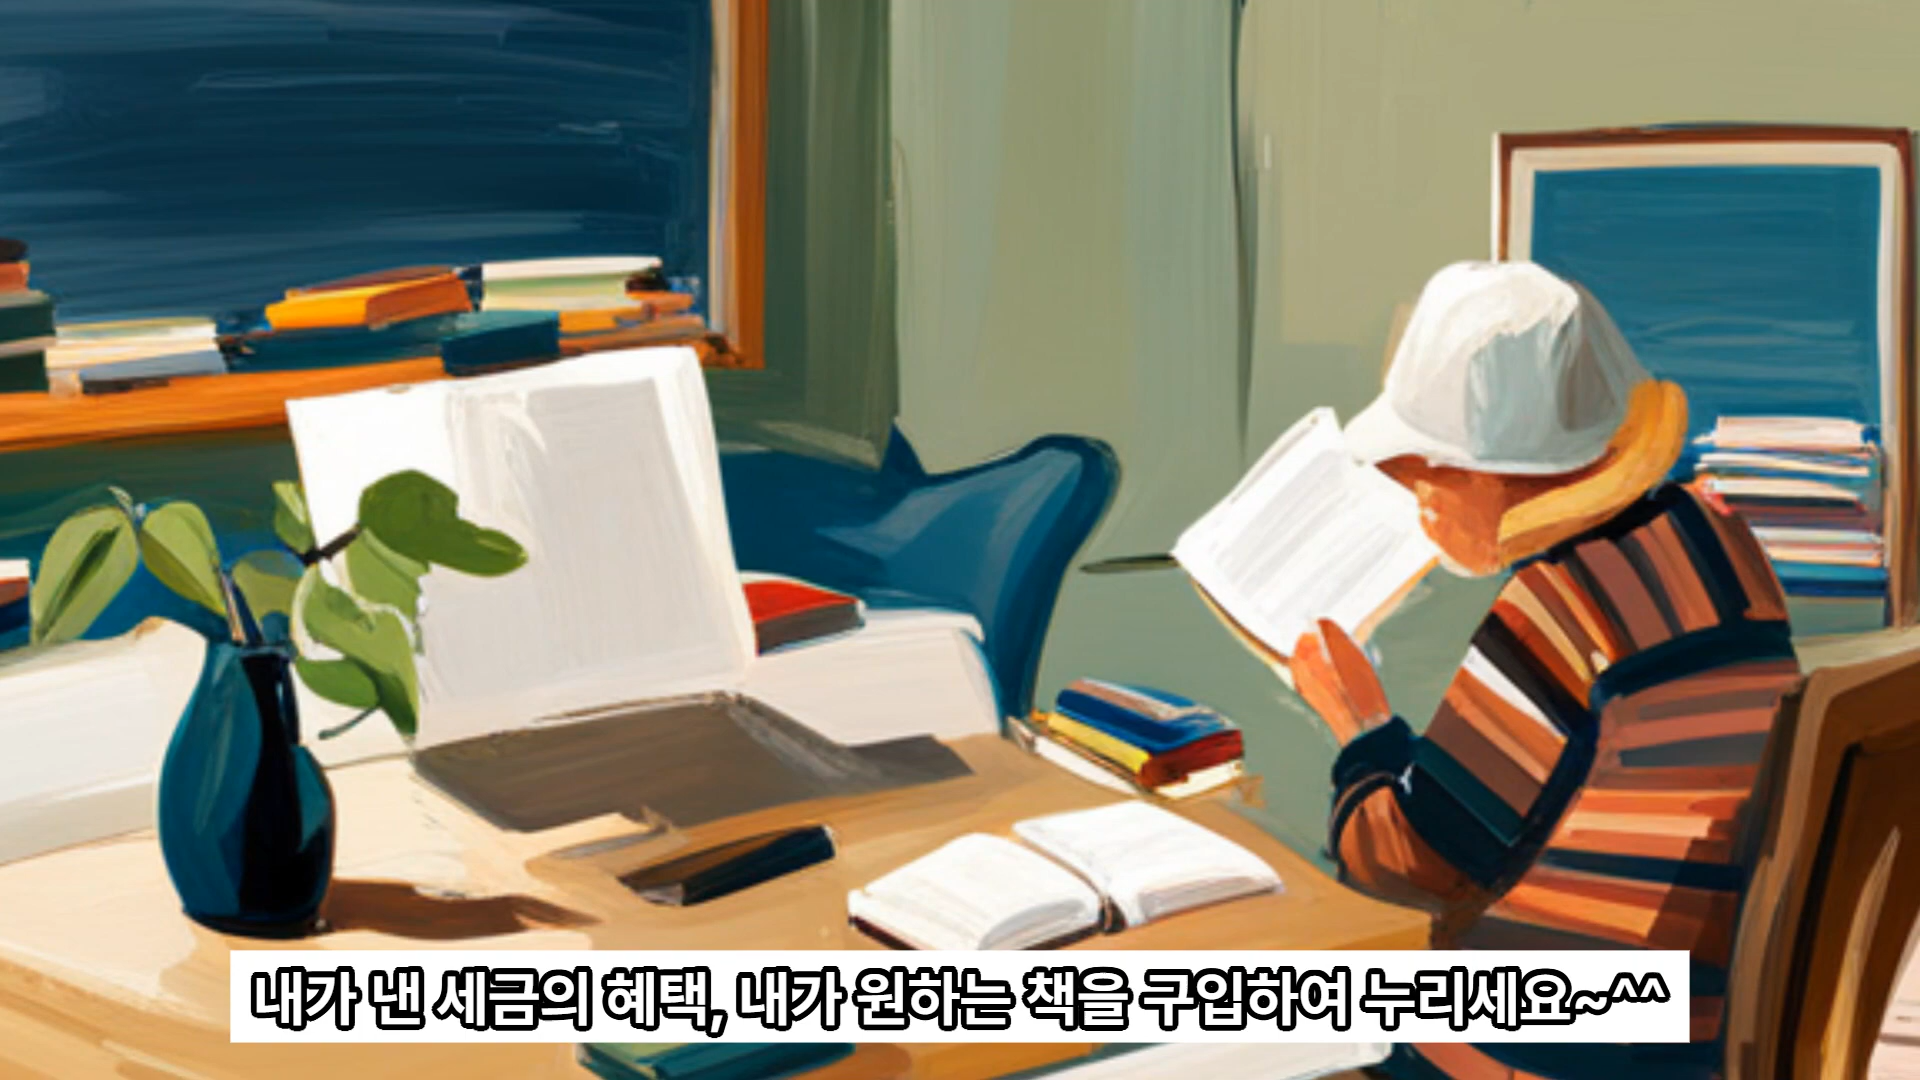 내가 낸 세금의 혜택, 내가 원하는 책을 구입하여 누리세요~^^